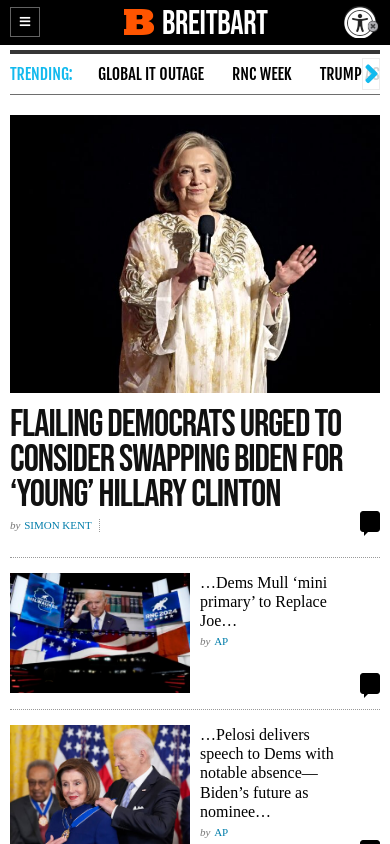 BREITBART
TRENDING: GLOBAL IT OUTAGE RNC WEEK TRUMP
FLAILING DEMOCRATS URGED TO
CONSIDER SWAPPING BIDEN FOR
‘YOUNG’ HILLARY CLINTON
by SIMON KENT
…Dems Mull ‘mini
primary’ to Replace
Joe…
by AP
…Pelosi delivers
speech to Dems with
notable absence—
Biden’s future as
nominee…
by AP